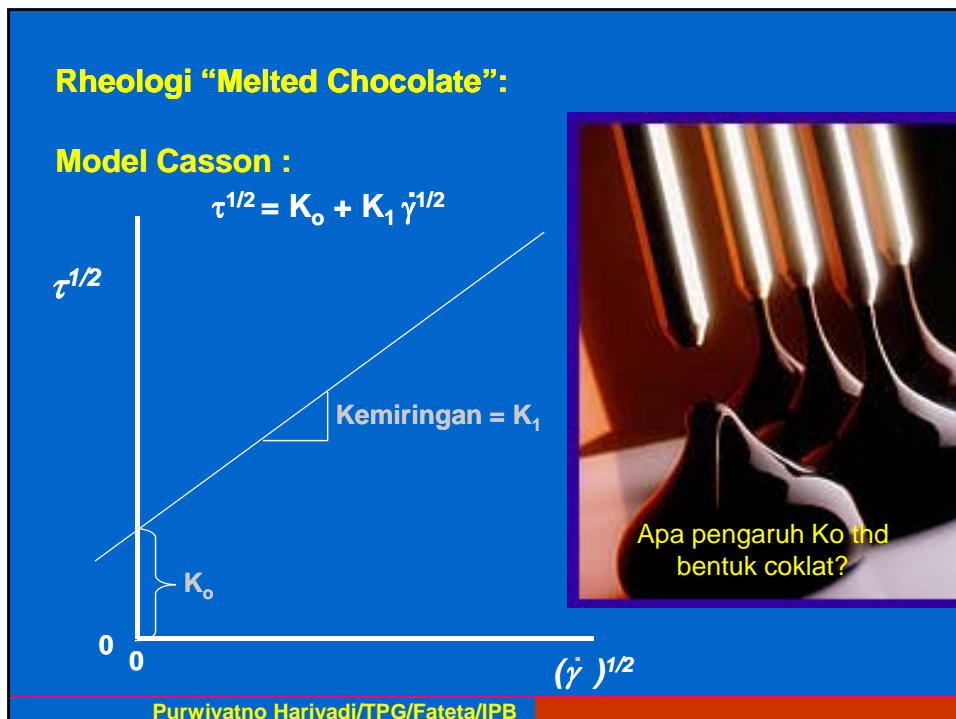 Rheologi “Melted Chocolate”:
Model Casson :
τ1/2 = Ko + K1 γ̇1/2
τ1/2
Kemiringan = K1
Apa pengaruh Ko thd
bentuk coklat?
Ko
0
0
(γ̇ )1/2
Purwiyatno Hariyadi/TPG/Fateta/IPB